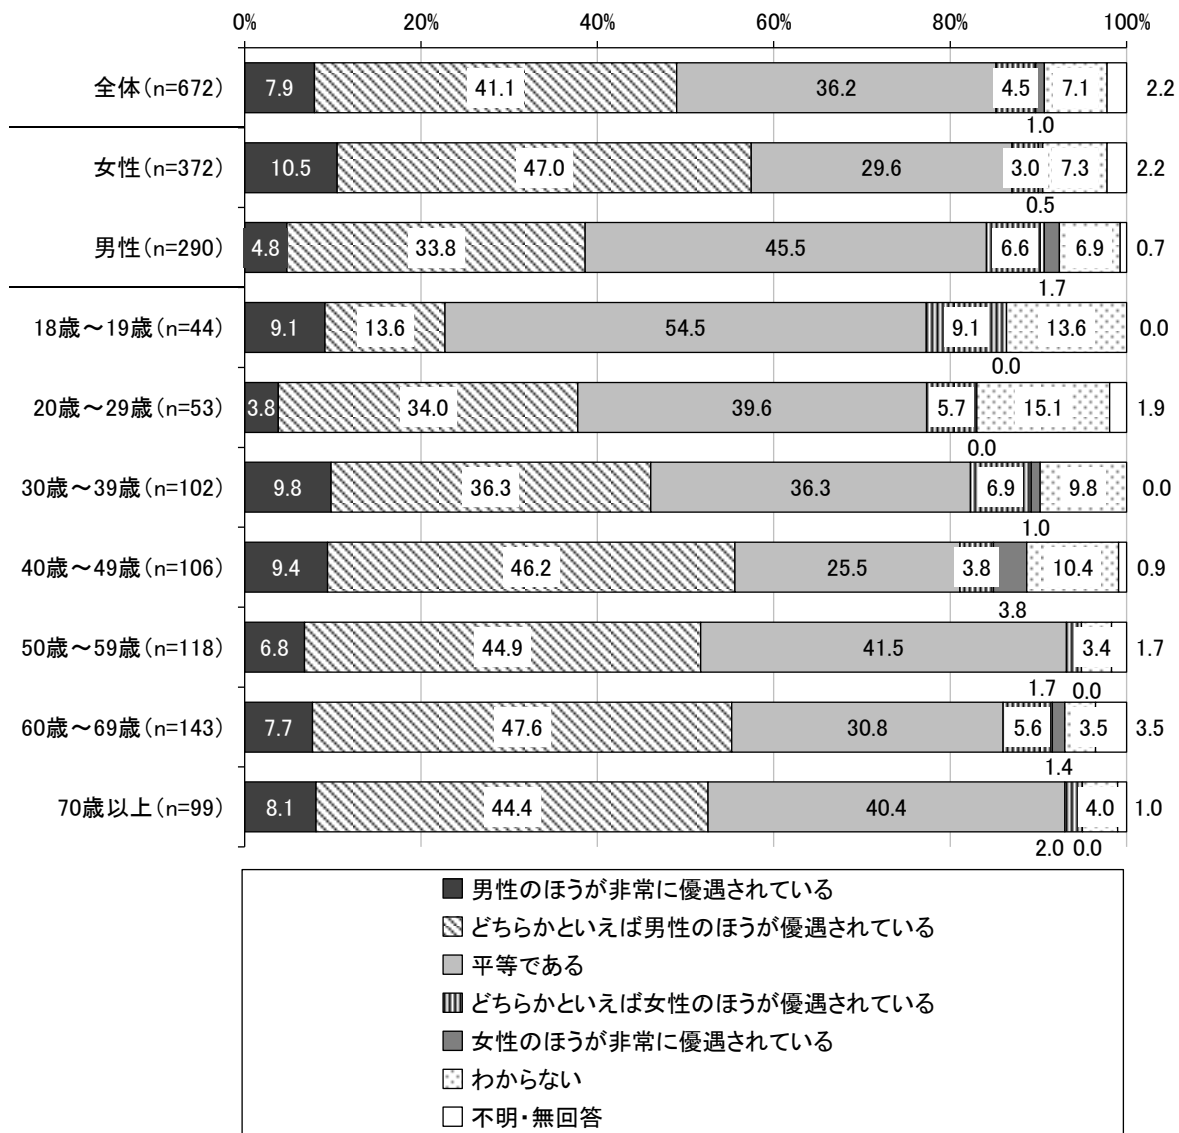 0% 20% 40% 60% 80% 100%
全体(n=672) 7.9 41.1 36.2 4.5 7.1 2.2
1.0
女性(n=372) 10.5 47.0 29.6 3.0 7.3 2.2
0.5
男性(n=290) 4.8 33.8 45.5 6.6 6.9 0.7
1.7
18歳～19歳(n=44) 9.1 13.6 54.5 9.1 13.6 0.0
0.0
20歳～29歳(n=53) 3.8 34.0 39.6 5.7 15.1 1.9
0.0
30歳～39歳(n=102) 9.8 36.3 36.3 6.9 9.8 0.0
1.0
40歳～49歳(n=106) 9.4 46.2 25.5 3.8 10.4 0.9
3.8
50歳～59歳(n=118) 6.8 44.9 41.5 3.4 1.7
1.7 0.0
60歳～69歳(n=143) 7.7 47.6 30.8 5.6 3.5 3.5
1.4
70歳以上(n=99) 8.1 44.4 40.4 4.0 1.0
2.0 0.0
男性のほうが非常に優遇されている
どちらかといえば男性のほうが優遇されている
平等である
どちらかといえば女性のほうが優遇されている
女性のほうが非常に優遇されている
わからない
不明・無回答